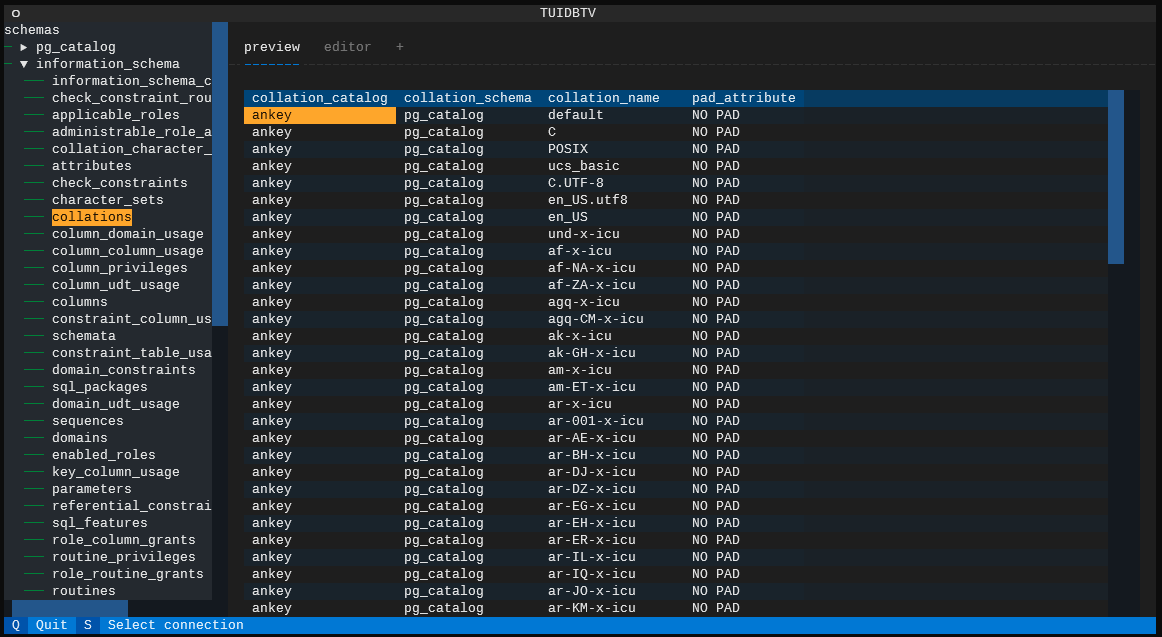 O TUIDBTV
schemas
▶ pg_catalog
▼ information_schema
information_schema_c
check_constraint_rou
applicable_roles
administrable_role_a
collation_character_
attributes
check_constraints
character_sets
collations
column_domain_usage
column_column_usage
column_privileges
column_udt_usage
columns
constraint_column_us
schemata
constraint_table_usa
domain_constraints
sql_packages
domain_udt_usage
sequences
domains
enabled_roles
key_column_usage
parameters
referential_constrai
sql_features
role_column_grants
routine_privileges
role_routine_grants
routines
preview editor +
collation_catalog collation_schema collation_name pad_attribute
ankey pg_catalog default NO PAD
ankey pg_catalog C NO PAD
ankey pg_catalog POSIX NO PAD
ankey pg_catalog ucs_basic NO PAD
ankey pg_catalog C.UTF-8 NO PAD
ankey pg_catalog en_US.utf8 NO PAD
ankey pg_catalog en_US NO PAD
ankey pg_catalog und-x-icu NO PAD
ankey pg_catalog af-x-icu NO PAD
ankey pg_catalog af-NA-x-icu NO PAD
ankey pg_catalog af-ZA-x-icu NO PAD
ankey pg_catalog agq-x-icu NO PAD
ankey pg_catalog agq-CM-x-icu NO PAD
ankey pg_catalog ak-x-icu NO PAD
ankey pg_catalog ak-GH-x-icu NO PAD
ankey pg_catalog am-x-icu NO PAD
ankey pg_catalog am-ET-x-icu NO PAD
ankey pg_catalog ar-x-icu NO PAD
ankey pg_catalog ar-001-x-icu NO PAD
ankey pg_catalog ar-AE-x-icu NO PAD
ankey pg_catalog ar-BH-x-icu NO PAD
ankey pg_catalog ar-DJ-x-icu NO PAD
ankey pg_catalog ar-DZ-x-icu NO PAD
ankey pg_catalog ar-EG-x-icu NO PAD
ankey pg_catalog ar-EH-x-icu NO PAD
ankey pg_catalog ar-ER-x-icu NO PAD
ankey pg_catalog ar-IL-x-icu NO PAD
ankey pg_catalog ar-IQ-x-icu NO PAD
ankey pg_catalog ar-JO-x-icu NO PAD
ankey pg_catalog ar-KM-x-icu NO PAD
Q Quit S Select connection